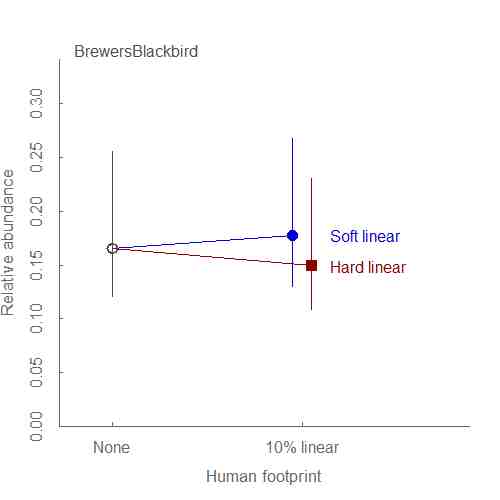 BrewersBlackbird
Relative abundance
0.30
0.25
0.20
0.15
0.10
0.05
0.00
Soft linear
Hard linear
None
10% linear
Human footprint